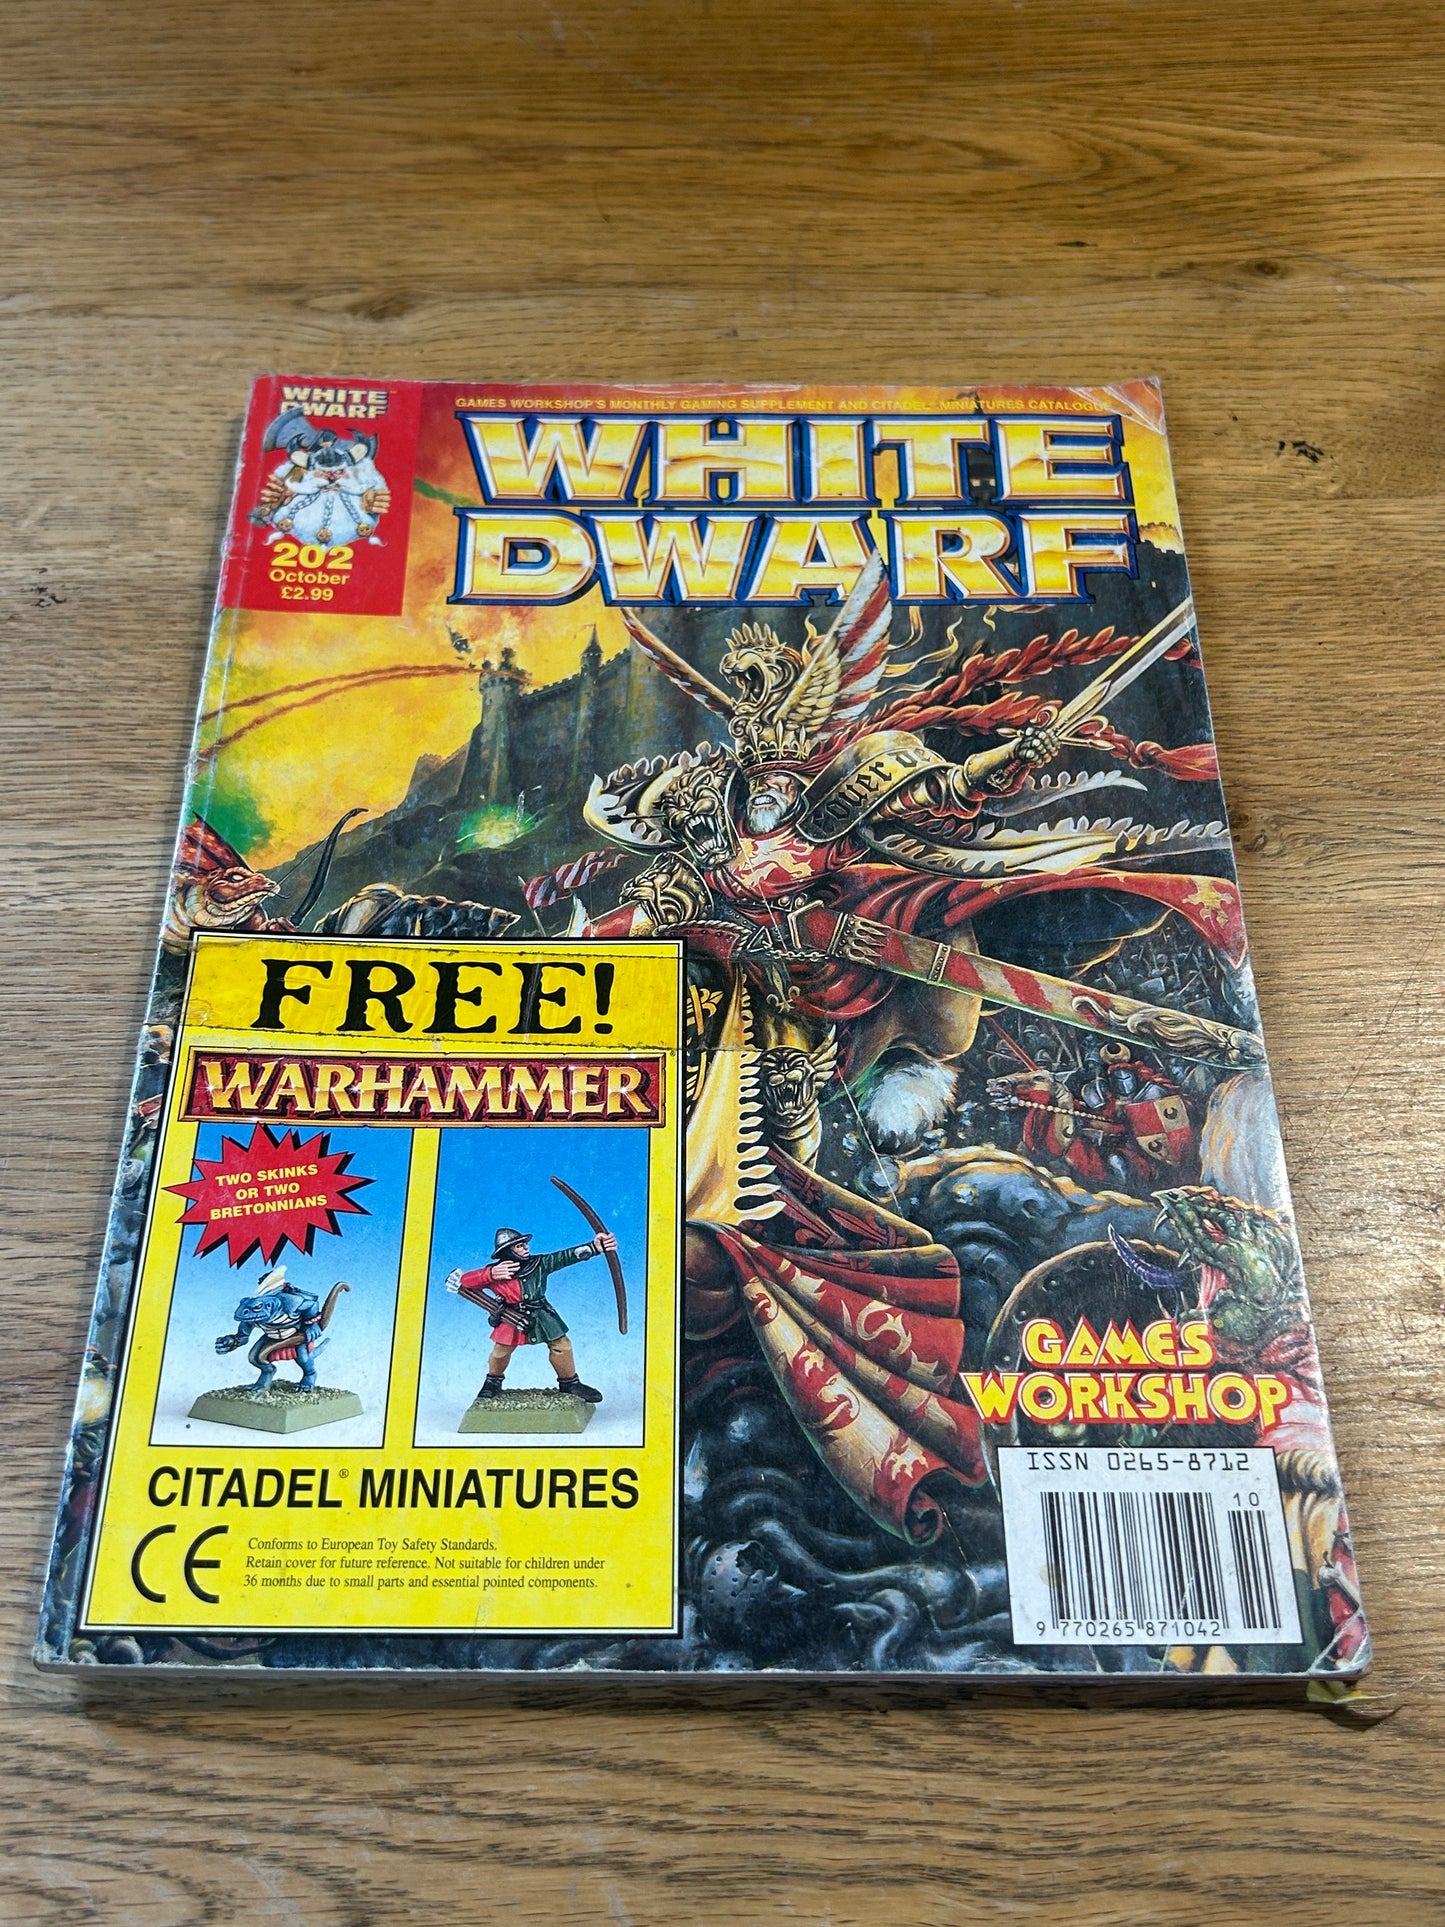 WHITE
DWARF
202
October
£2.99
GAMES WORKSHOP'S MONTHLY GAMING SUPPLEMENT AND CITADEL® MINIATURES CATALOGUE
WHITE
DWARF
FREE!
WARHAMMER
TWO SKINKS
OR TWO
BRETONNIANS
CITADEL® MINIATURES
CE
Conforms to European Toy Safety Standards.
Retain cover for future reference. Not suitable for children under
36 months due to small parts and essential pointed components.
GAMES
WORKSHOP
ISSN 0265-8712
10
9 770265 871042